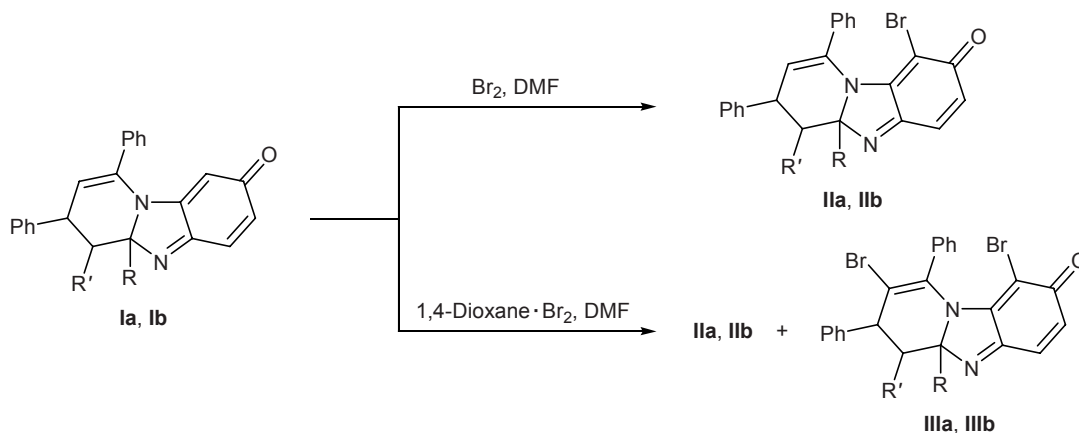 Ph
N
N
O
Ph
R′
R
Ia, Ib
Br₂, DMF
Ph
Br
O
N
N
Ph
R′
R
IIa, IIb
1,4-Dioxane · Br₂, DMF
IIa, IIb +
Br
Ph
Br
O
N
N
Ph
R′
R
IIIa, IIIb